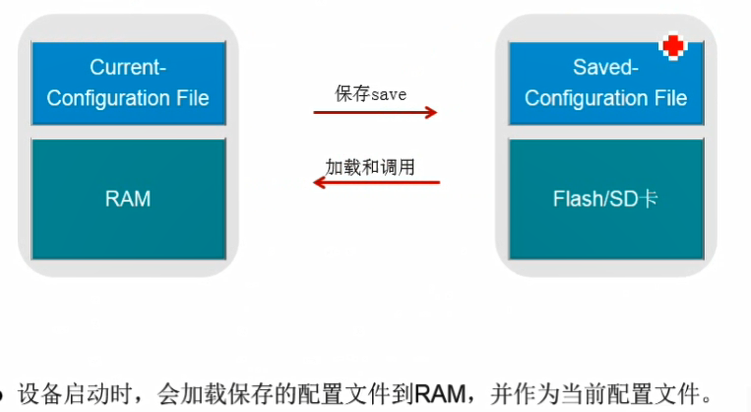 Current-
Configuration File
RAM
保存save
加载和调用
Saved-
Configuration File
Flash/SD卡
设备启动时，会加载保存的配置文件到RAM，并作为当前配置文件。